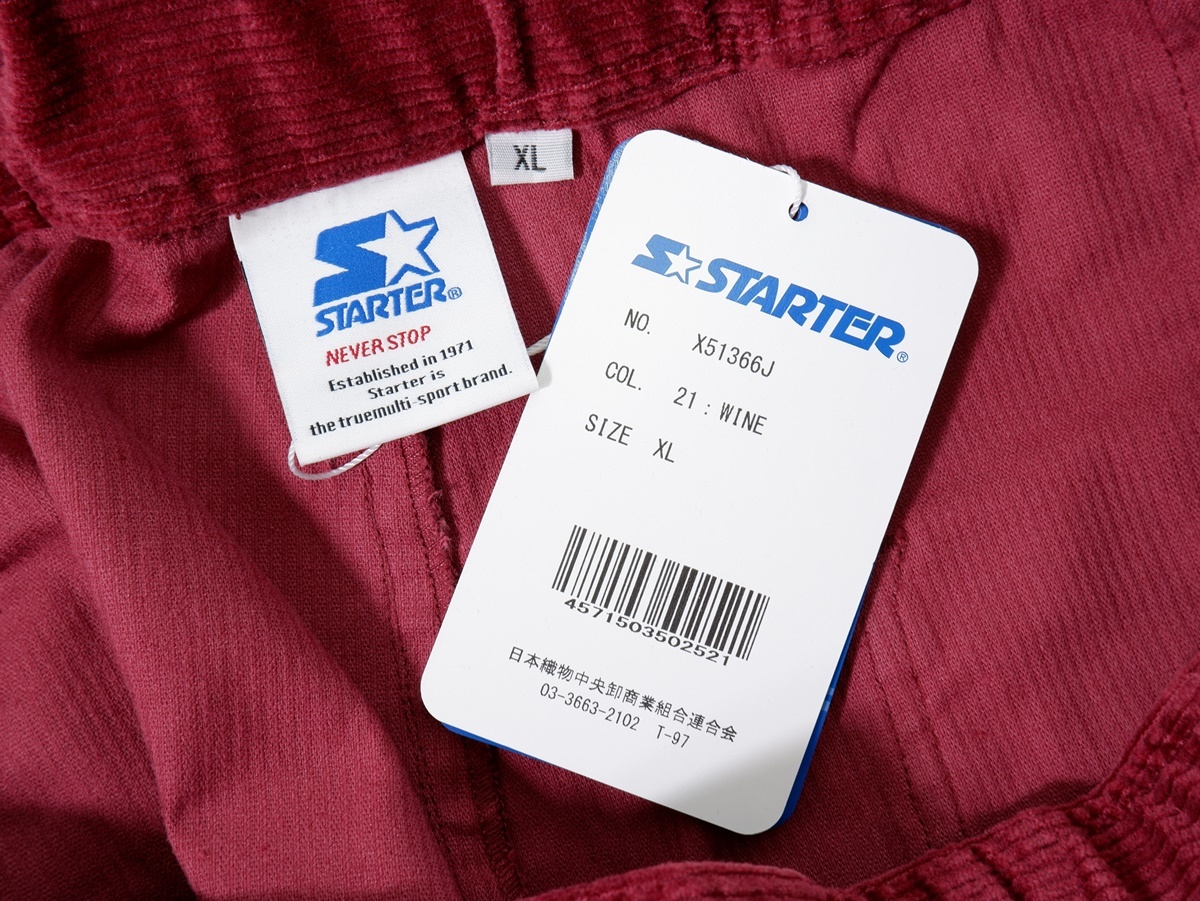 XL
STARTER®
NEVER STOP
Established in 1971
Starter is
the truemulti-sport brand.
STARTER®
NO. X51366J
COL. 21:WINE
SIZE XL
4571503502521
日本織物中央卸商業組合連合会
03-3663-2102 T-97